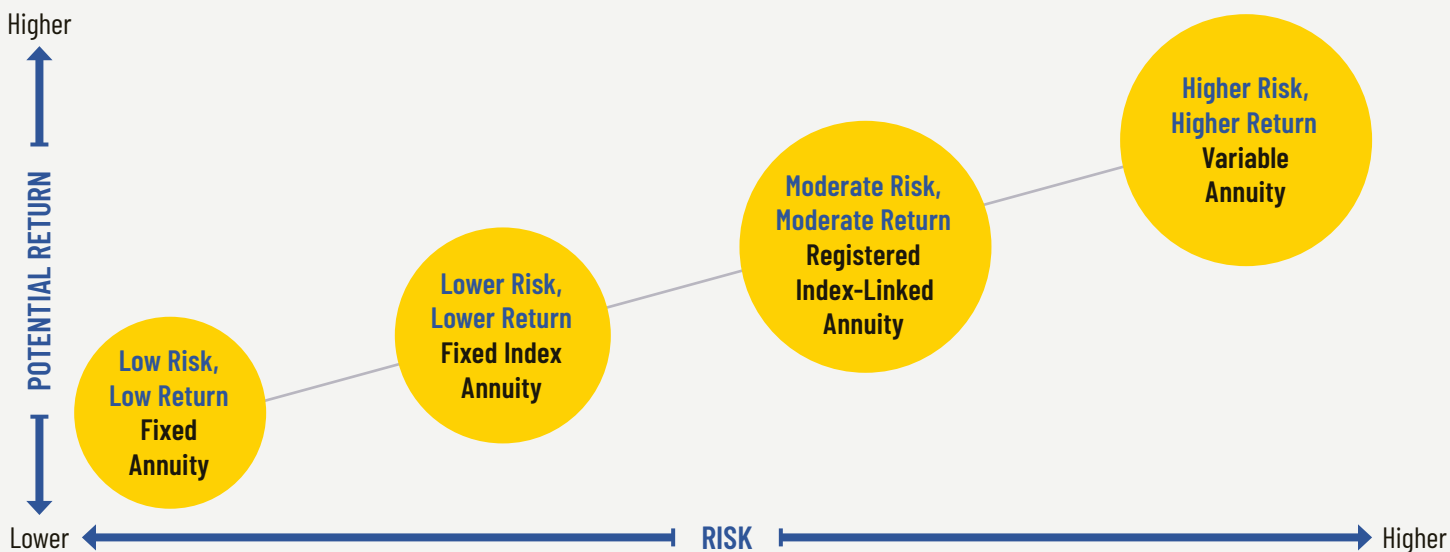 Higher
POTENTIAL RETURN
Lower
Low Risk,
Low Return
Fixed
Annuity
Lower Risk,
Lower Return
Fixed Index
Annuity
Moderate Risk,
Moderate Return
Registered
Index-Linked
Annuity
Higher Risk,
Higher Return
Variable
Annuity
RISK
Higher